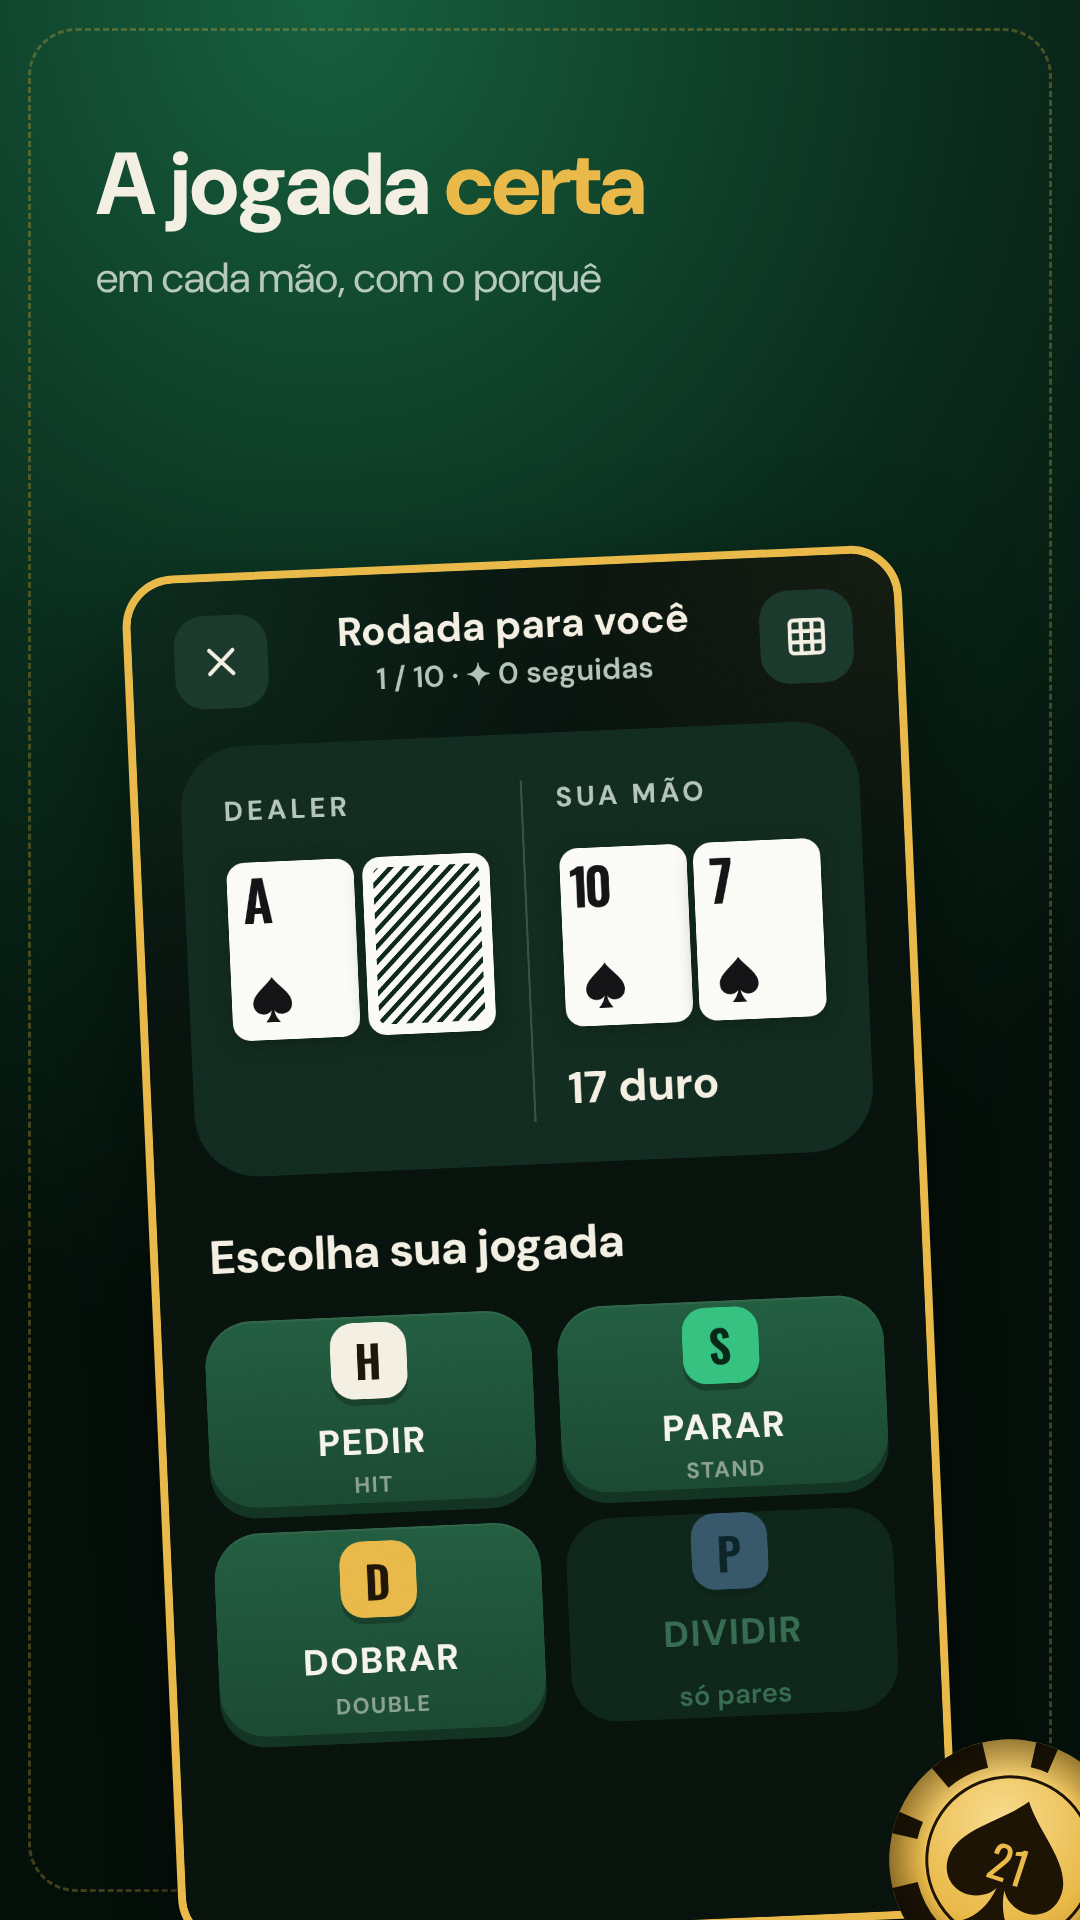 A jogada certa
em cada mão, com o porquê
Rodada para você
1 / 10 · ✦ 0 seguidas
DEALER
SUA MÃO
A
10
7
17 duro
Escolha sua jogada
H
PEDIR
HIT
S
PARAR
STAND
D
DOBRAR
DOUBLE
P
DIVIDIR
só pares
21